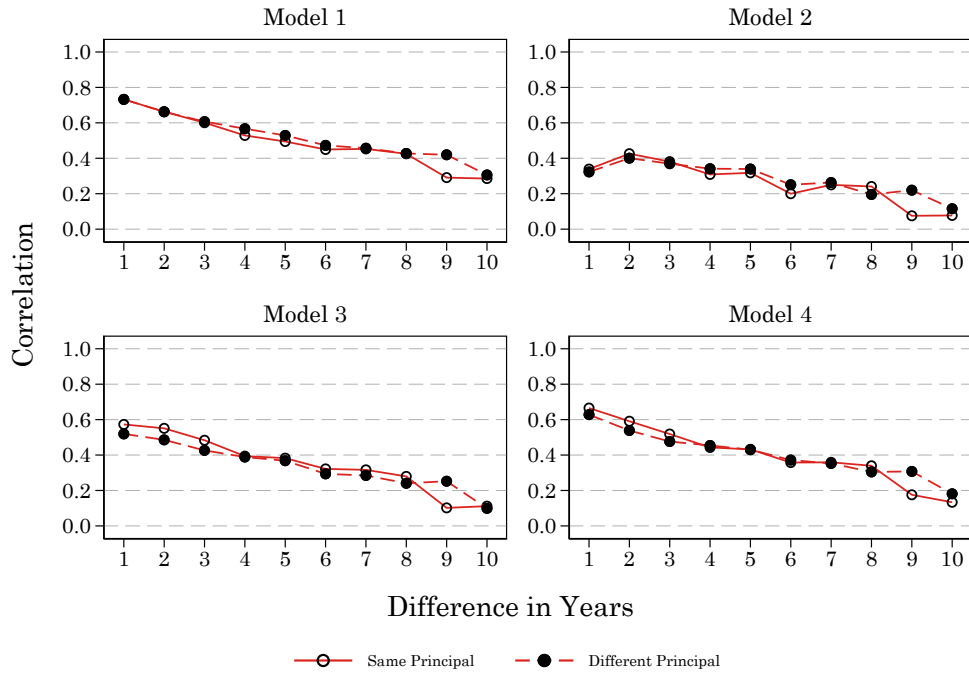 Model 1
Model 2
1.0
0.8
0.6
0.4
0.2
0.0
1 2 3 4 5 6 7 8 9 10
1.0
0.8
0.6
0.4
0.2
0.0
1 2 3 4 5 6 7 8 9 10
Correlation
Model 3
Model 4
1.0
0.8
0.6
0.4
0.2
0.0
1 2 3 4 5 6 7 8 9 10
1.0
0.8
0.6
0.4
0.2
0.0
1 2 3 4 5 6 7 8 9 10
Difference in Years
Same Principal
Different Principal